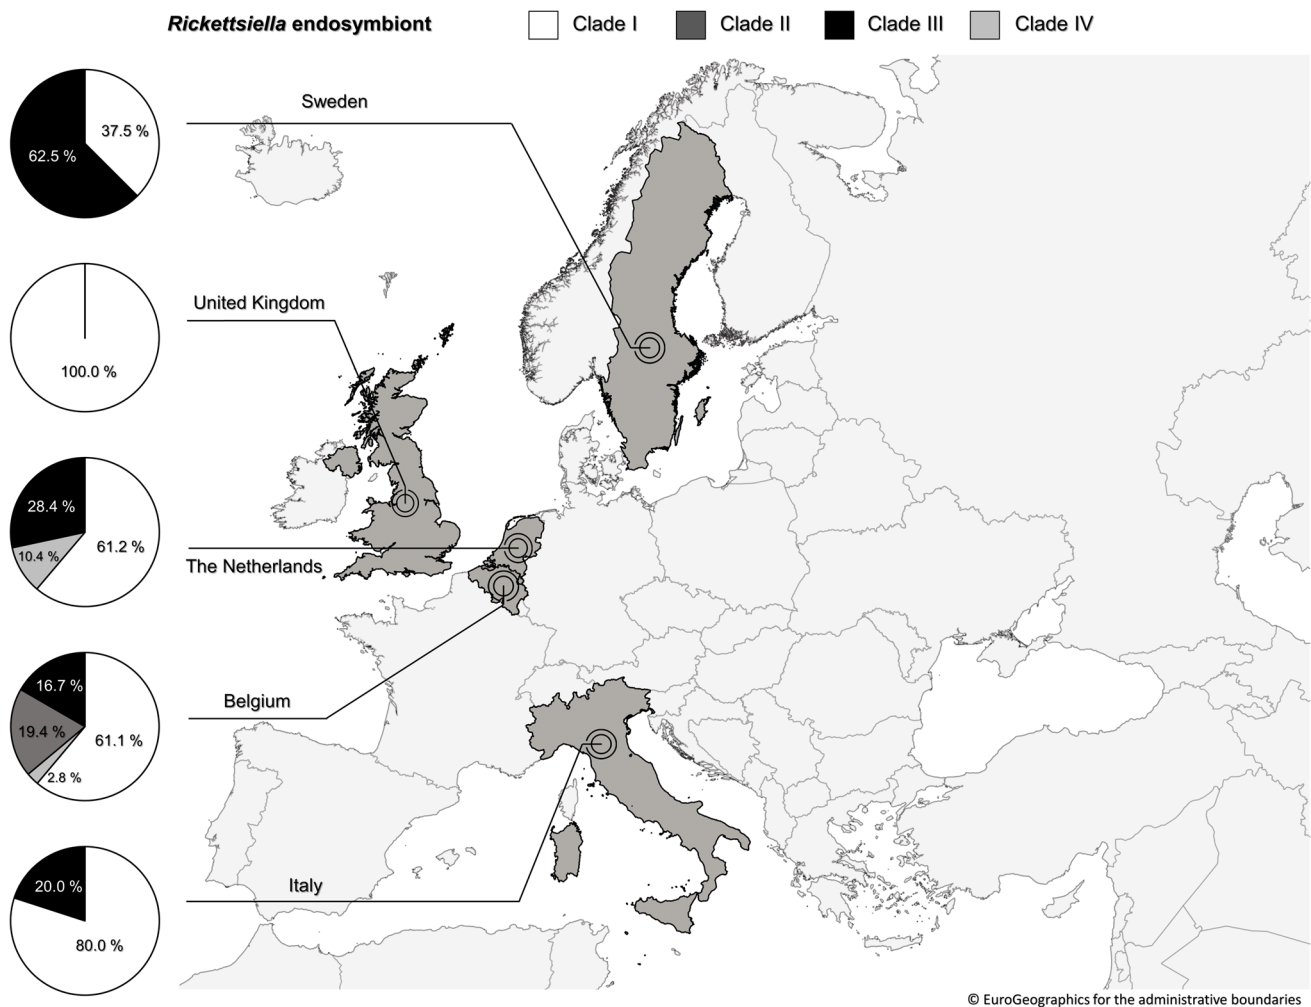 Rickettsiella endosymbiont
Clade I
Clade II
Clade III
Clade IV
Sweden
37.5 %
62.5 %
United Kingdom
100.0 %
28.4 %
10.4 %
61.2 %
The Netherlands
16.7 %
19.4 %
61.1 %
2.8 %
Belgium
20.0 %
80.0 %
Italy
© EuroGeographics for the administrative boundaries